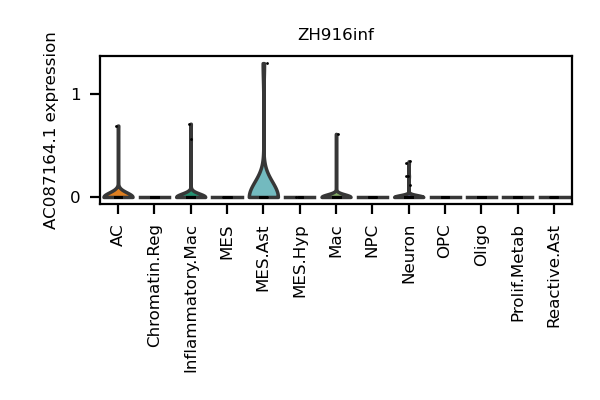 ZH916inf
AC087164.1 expression
1
0
AC
Chromatin.Reg
Inflammatory.Mac
MES
MES.Ast
MES.Hyp
Mac
NPC
Neuron
OPC
Oligo
Prolif.Metab
Reactive.Ast